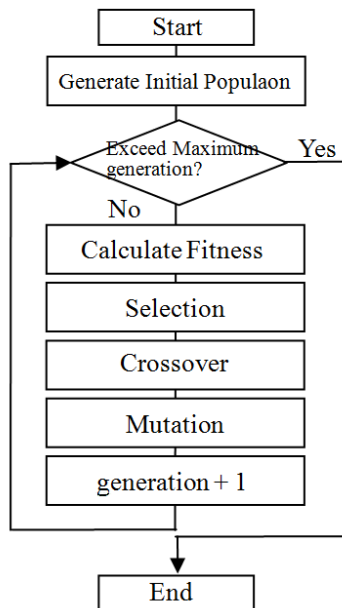 Start
Generate Initial Populaon
Exceed Maximum
generation?
Yes
No
Calculate Fitness
Selection
Crossover
Mutation
generation + 1
End